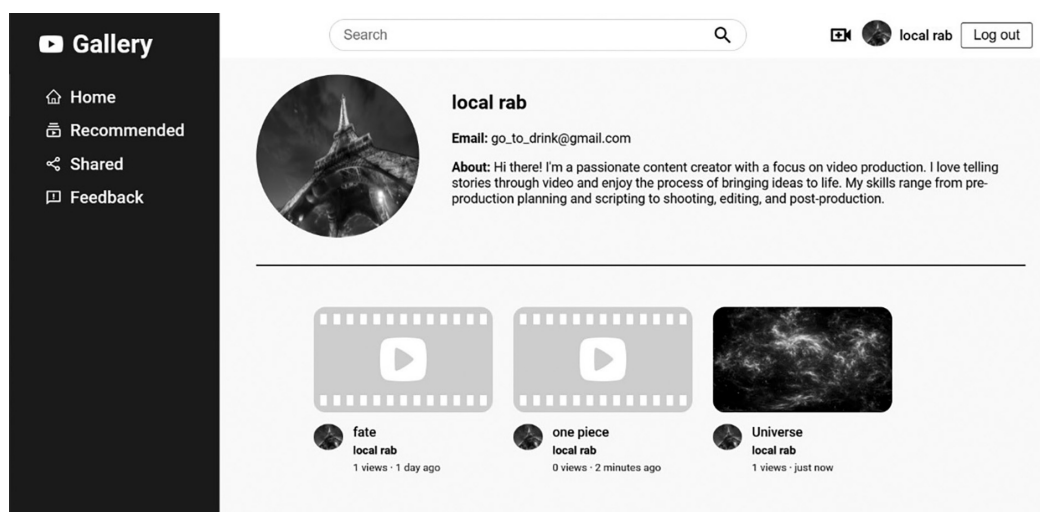 Gallery
Home
Recommended
Shared
Feedback
Search
local rab
Log out
local rab
Email: go_to_drink@gmail.com
About: Hi there! I'm a passionate content creator with a focus on video production. I love telling
stories through video and enjoy the process of bringing ideas to life. My skills range from pre-
production planning and scripting to shooting, editing, and post-production.
fate
local rab
1 views · 1 day ago
one piece
local rab
0 views · 2 minutes ago
Universe
local rab
1 views · just now